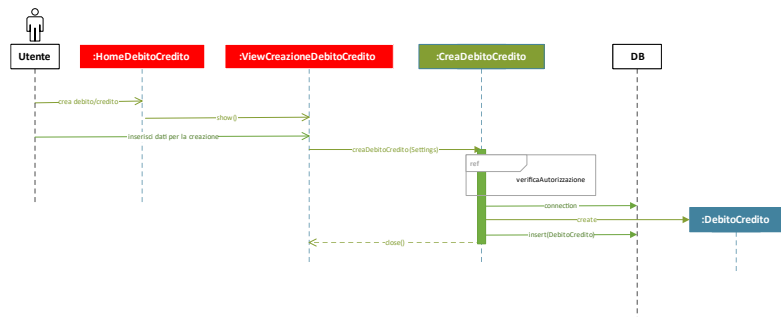 Utente
:HomeDebitoCredito
:ViewCreazioneDebitoCredito
:CreaDebitoCredito
DB
crea debito/credito
show()
inserisci dati per la creazione
creaDebitoCredito(Settings)
ref
verificaAutorizzazione
connection
create
:DebitoCredito
insert(DebitoCredito)
close()